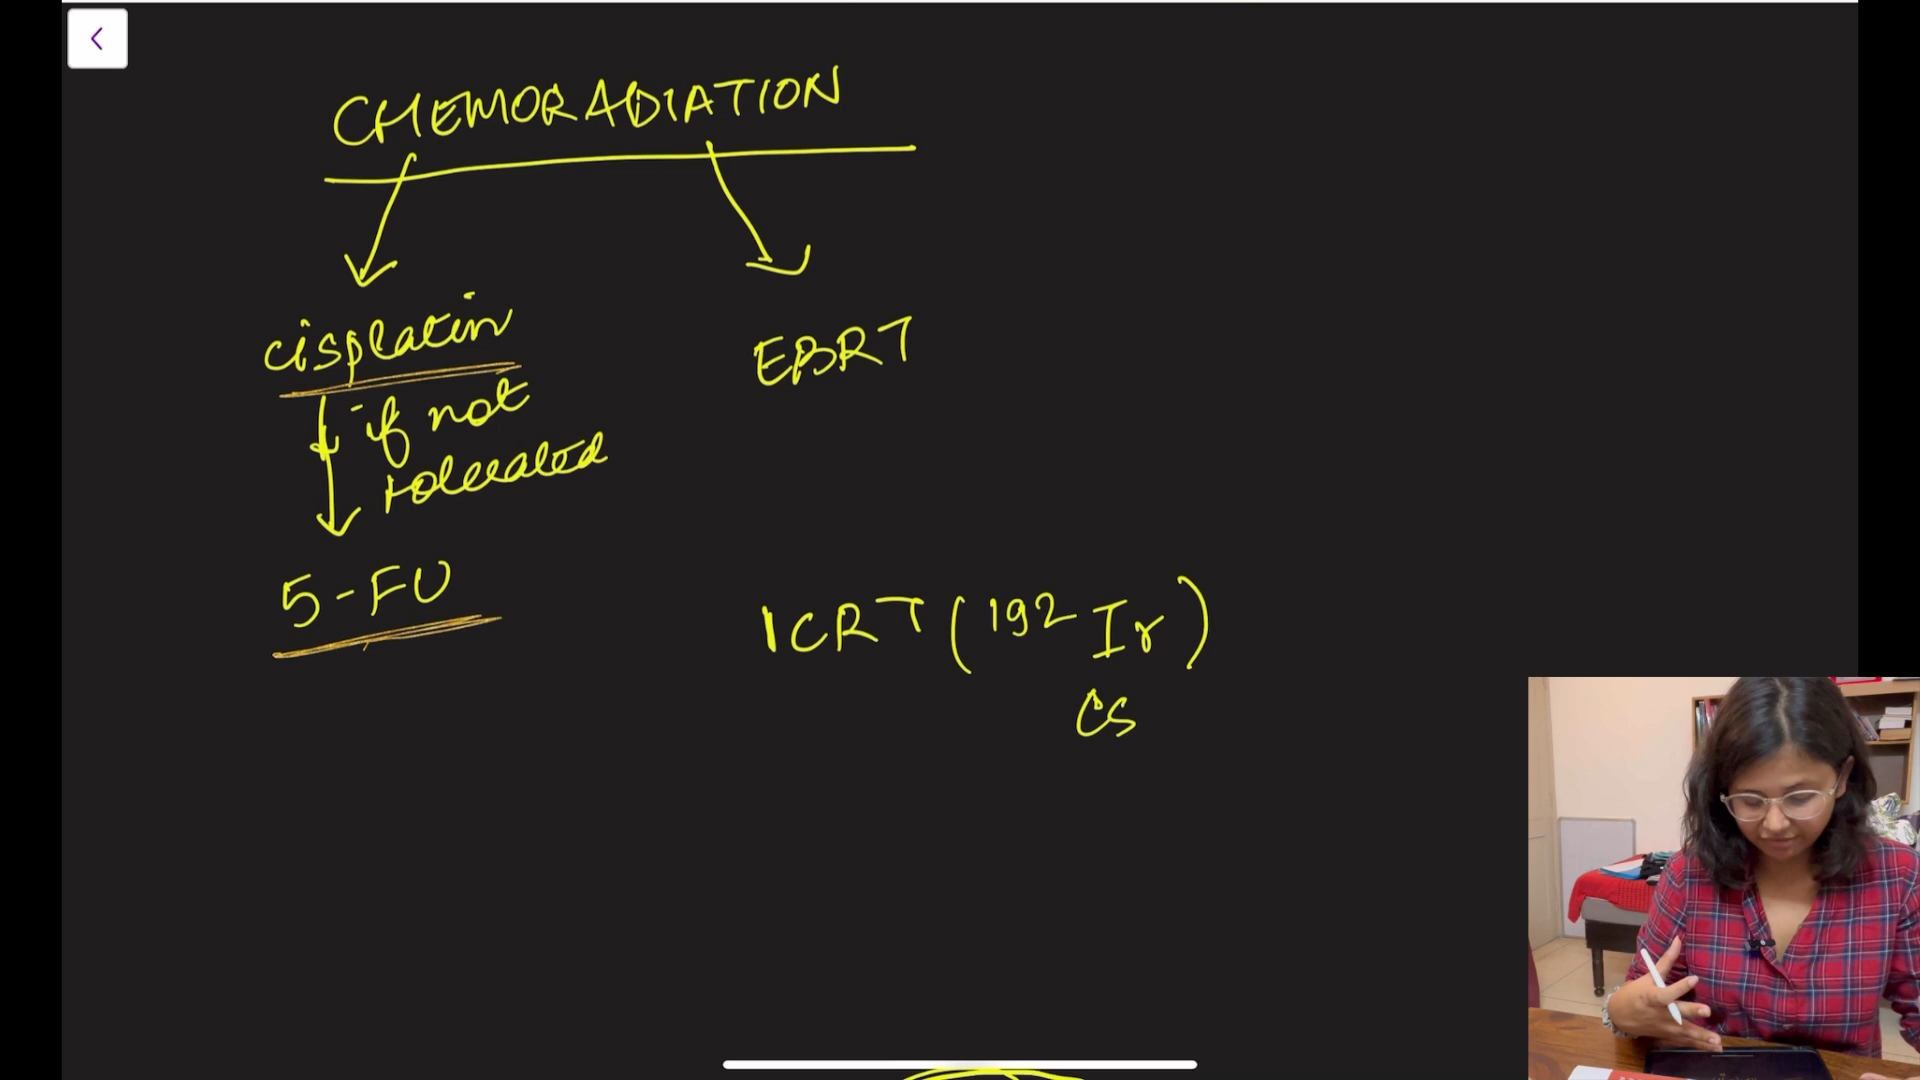 CHEMORADIATION
cisplatin
EBRT
if not
tolerated
5-FU
ICRT (192 Ir)
Cs